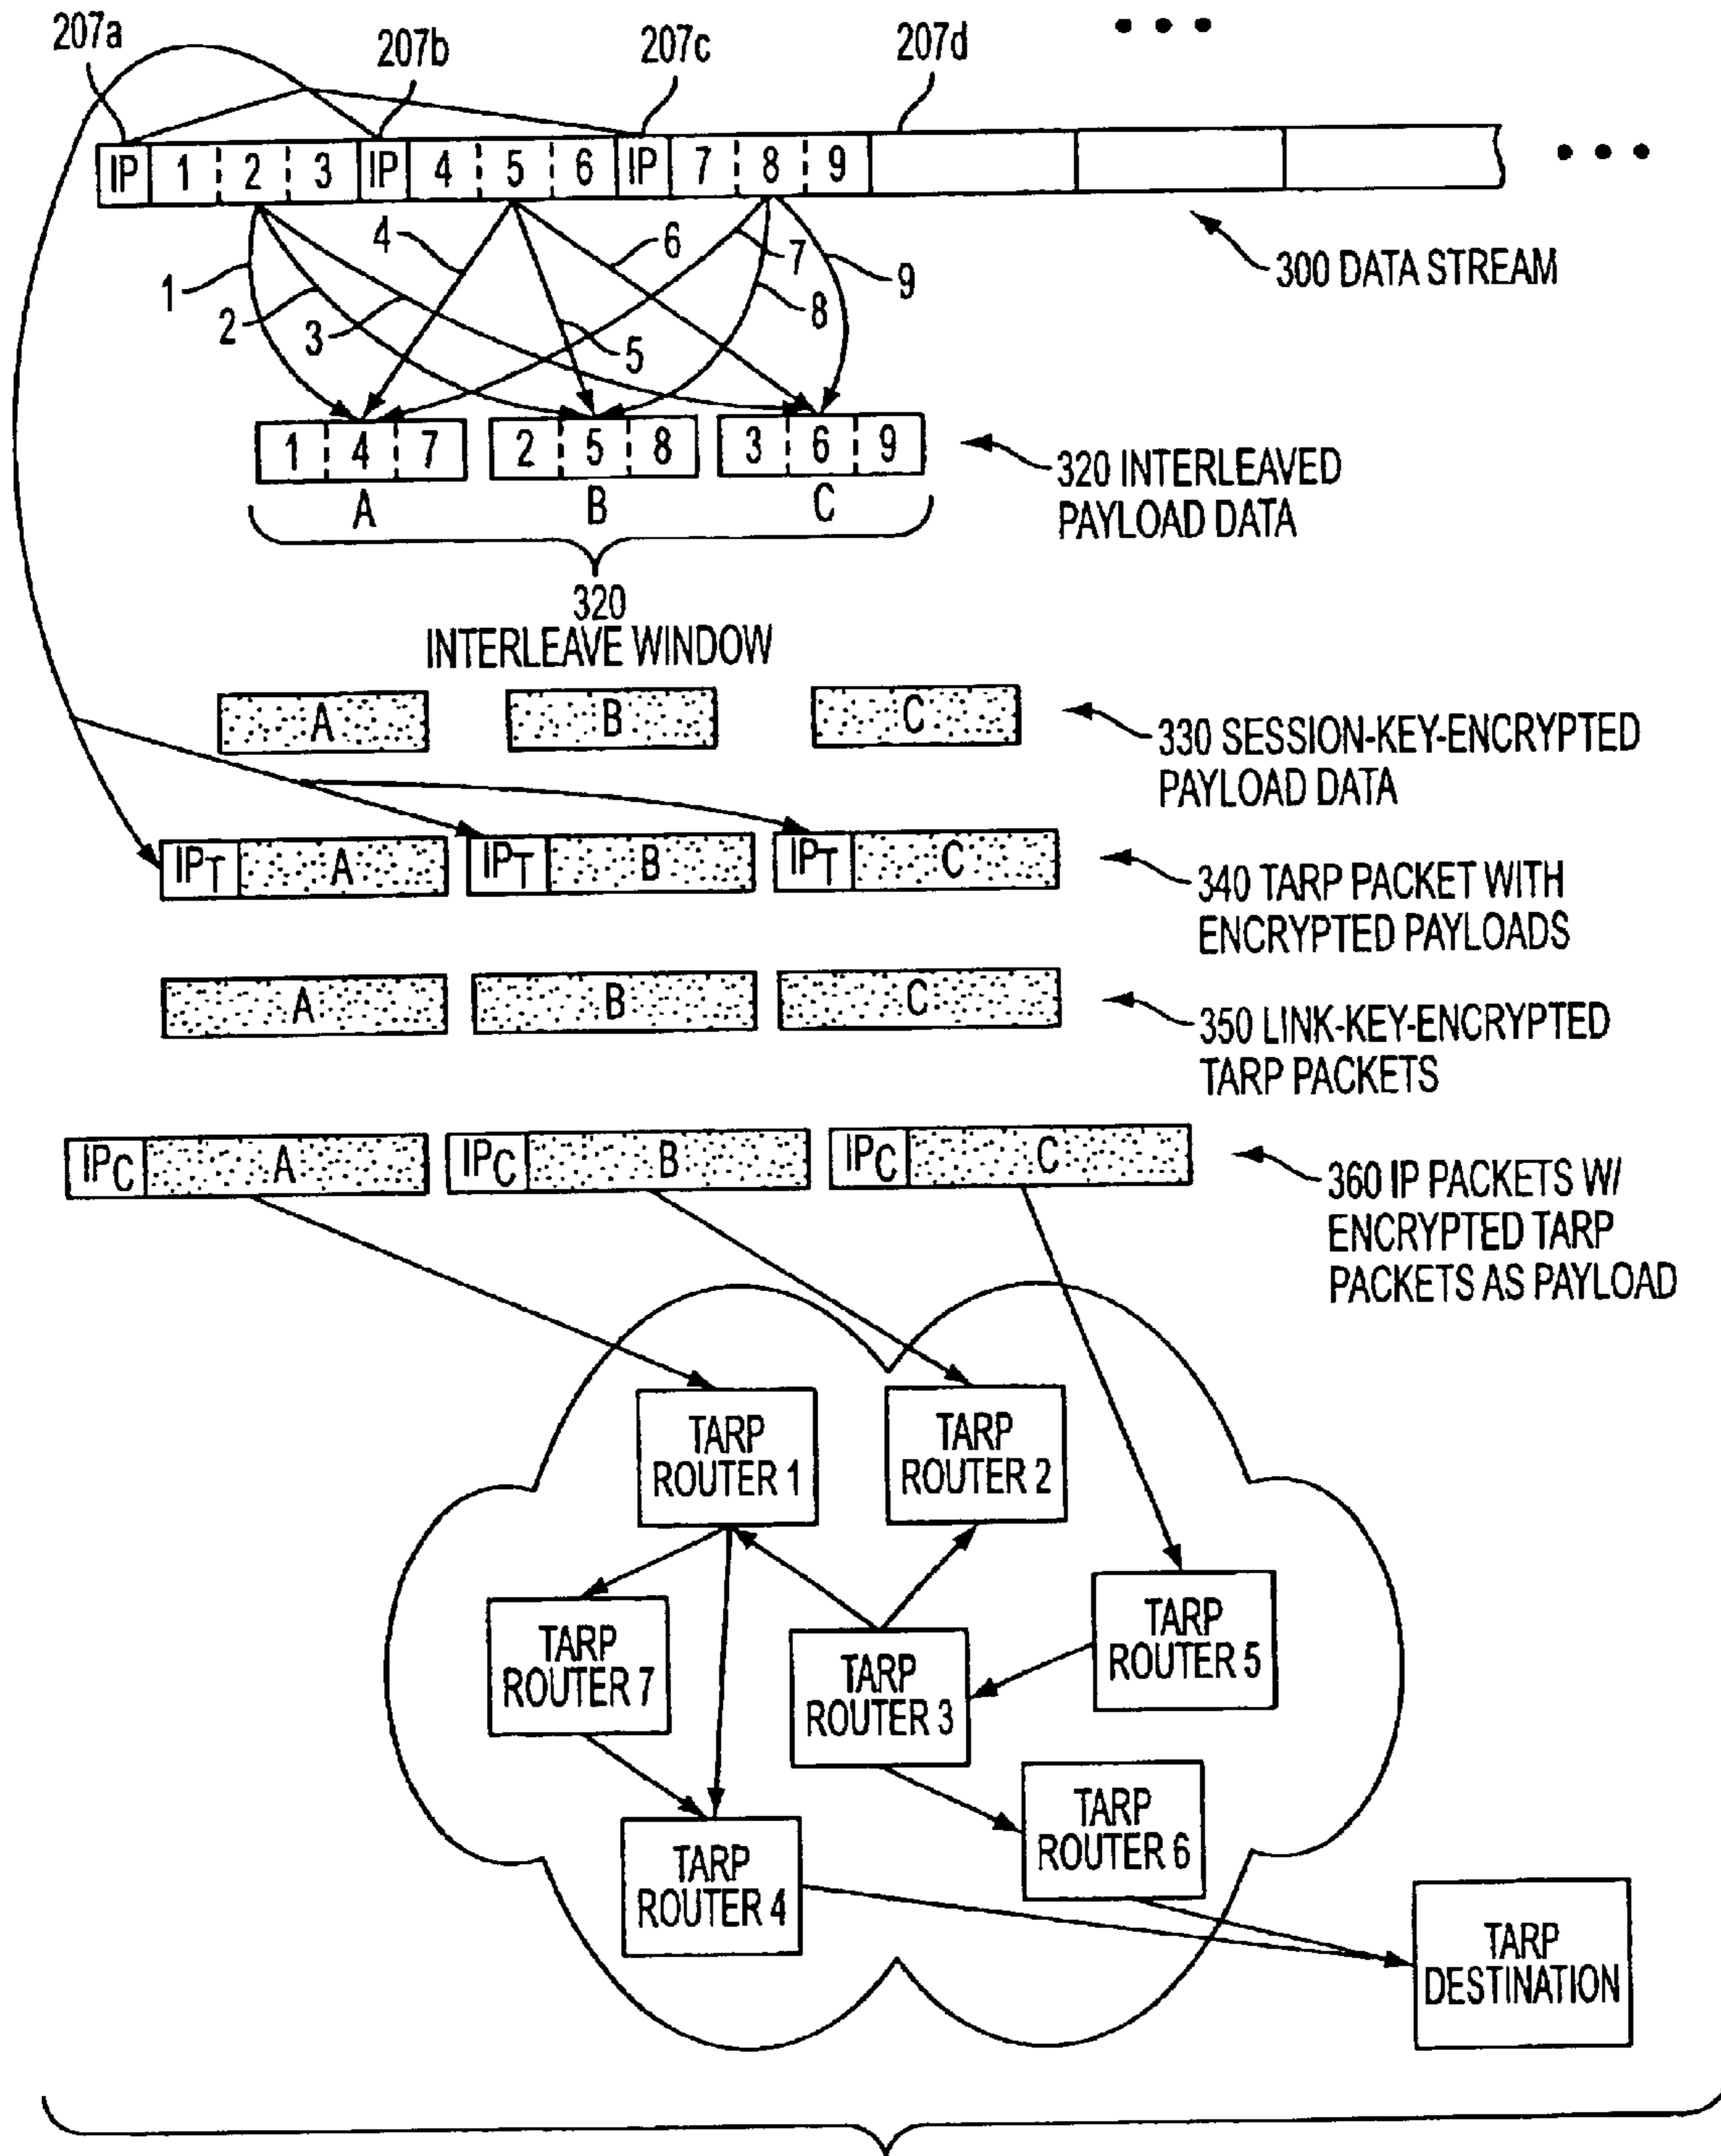 207a 207b 207c 207d • • •
IP 1 2 3 IP 4 5 6 IP 7 8 9 • • •
1 2 3 4 5 6 7 8 9
300 DATA STREAM
1 4 7 2 5 8 3 6 9
A B C
320 INTERLEAVED
PAYLOAD DATA
320
INTERLEAVE WINDOW
A B C
330 SESSION-KEY-ENCRYPTED
PAYLOAD DATA
IPT A IPT B IPT C
340 TARP PACKET WITH
ENCRYPTED PAYLOADS
A B C
350 LINK-KEY-ENCRYPTED
TARP PACKETS
IPC A IPC B IPC C
360 IP PACKETS W/
ENCRYPTED TARP
PACKETS AS PAYLOAD
TARP
ROUTER 1
TARP
ROUTER 2
TARP
ROUTER 5
TARP
ROUTER 7
TARP
ROUTER 3
TARP
ROUTER 6
TARP
ROUTER 4
TARP
DESTINATION